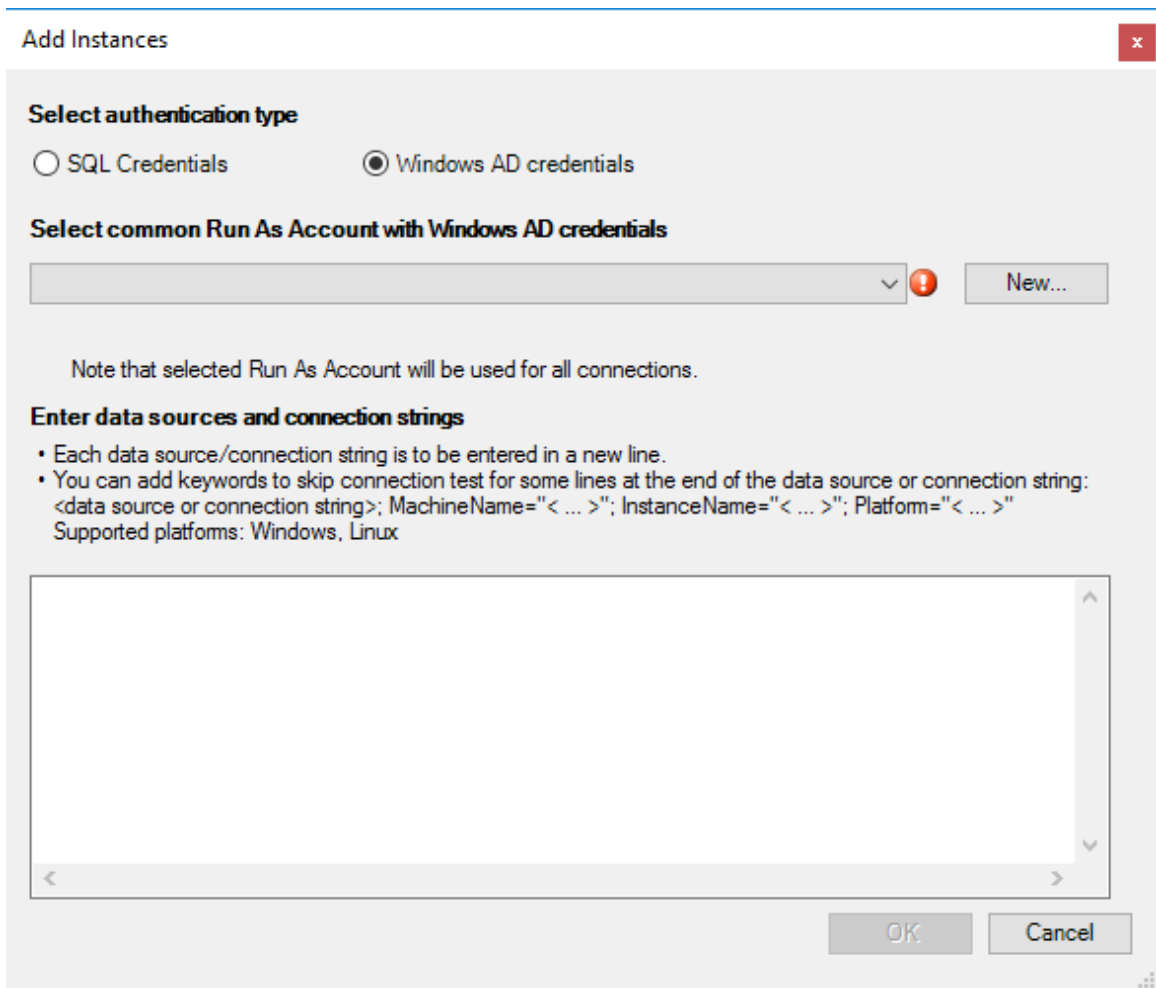 Add Instances
x
Select authentication type
SQL Credentials
Windows AD credentials
Select common Run As Account with Windows AD credentials
New...
Note that selected Run As Account will be used for all connections.
Enter data sources and connection strings
• Each data source/connection string is to be entered in a new line.
• You can add keywords to skip connection test for some lines at the end of the data source or connection string:
<data source or connection string>; MachineName="< ... >"; InstanceName="< ... >"; Platform="< ... >"
Supported platforms: Windows, Linux
OK
Cancel